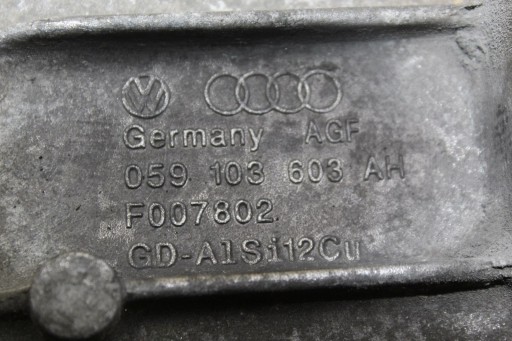 Germany AGF
059 103 603 AH
F007802
GD-AlSi12Cu